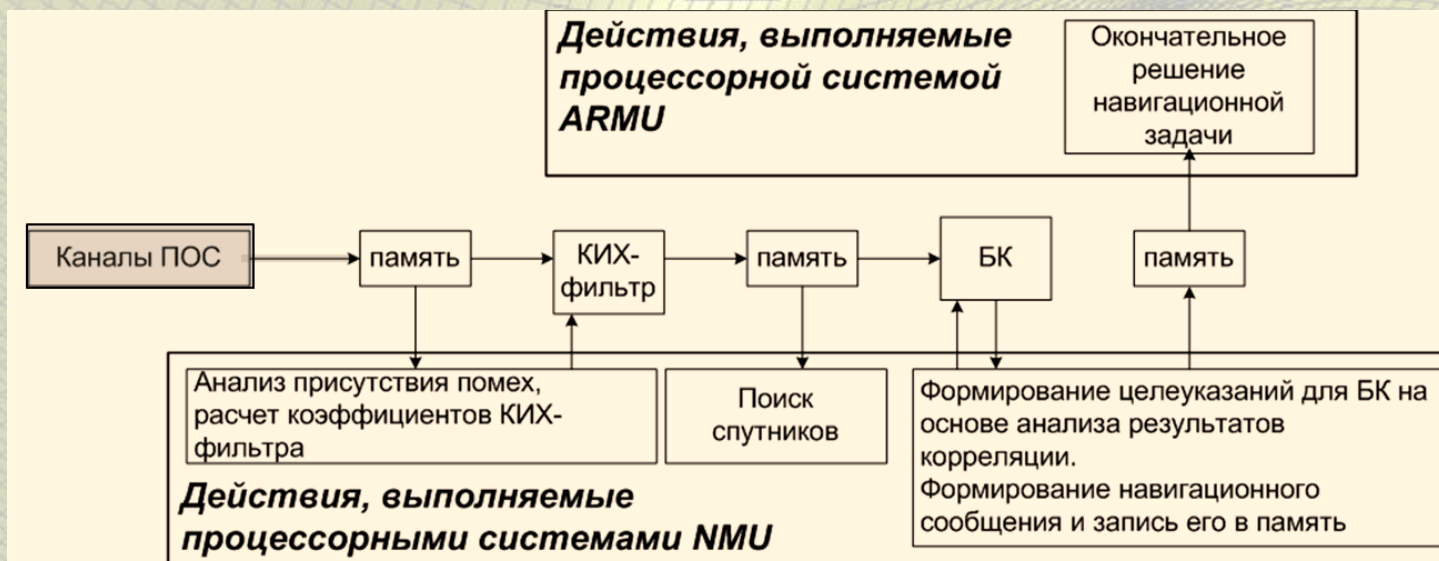 Действия, выполняемые
процессорной системой
ARMU
Окончательное
решение
навигационной
задачи
Каналы ПОС
память
КИХ-
фильтр
память
БК
память
Анализ присутствия помех,
расчет коэффициентов КИХ-
фильтра
Поиск
спутников
Формирование целеуказаний для БК на
основе анализа результатов
корреляции.
Формирование навигационного
сообщения и запись его в память
Действия, выполняемые
процессорными системами NMU